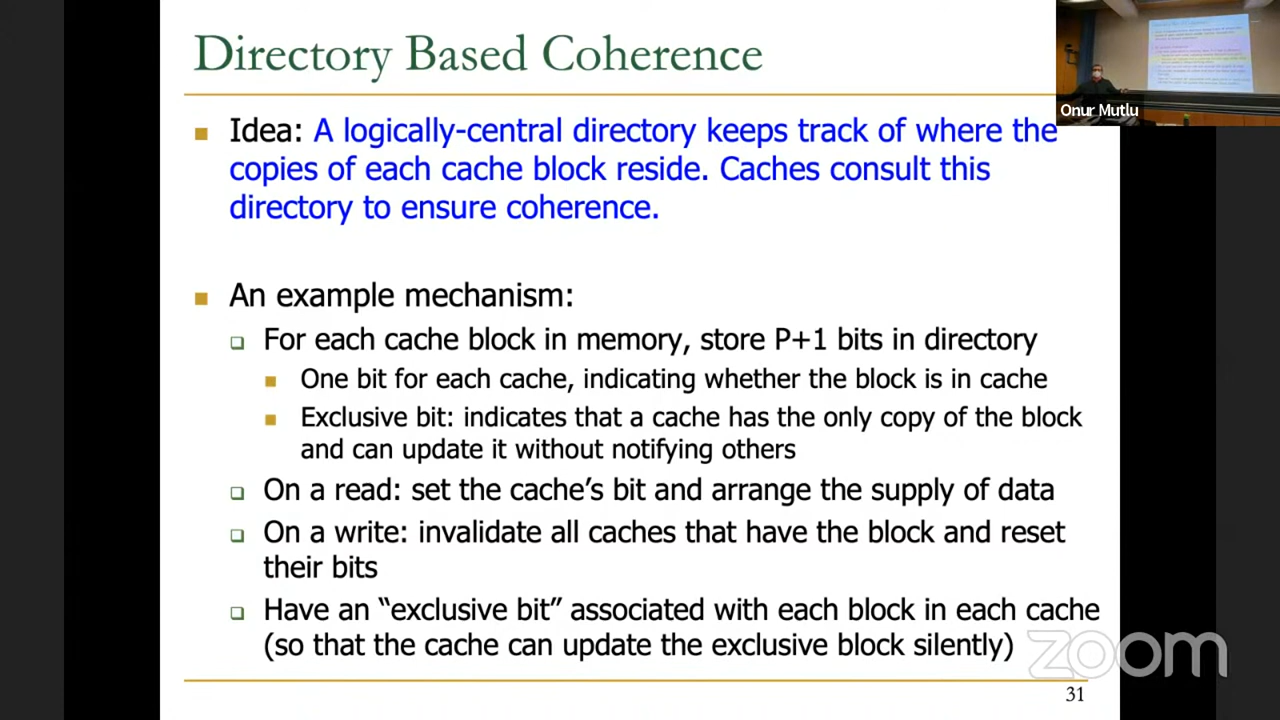 Directory Based Coherence
Onur Mutlu
Idea: A logically-central directory keeps track of where the
copies of each cache block reside. Caches consult this
directory to ensure coherence.
An example mechanism:
For each cache block in memory, store P+1 bits in directory
One bit for each cache, indicating whether the block is in cache
Exclusive bit: indicates that a cache has the only copy of the block
and can update it without notifying others
On a read: set the cache’s bit and arrange the supply of data
On a write: invalidate all caches that have the block and reset
their bits
Have an “exclusive bit” associated with each block in each cache
(so that the cache can update the exclusive block silently)
zoom
31